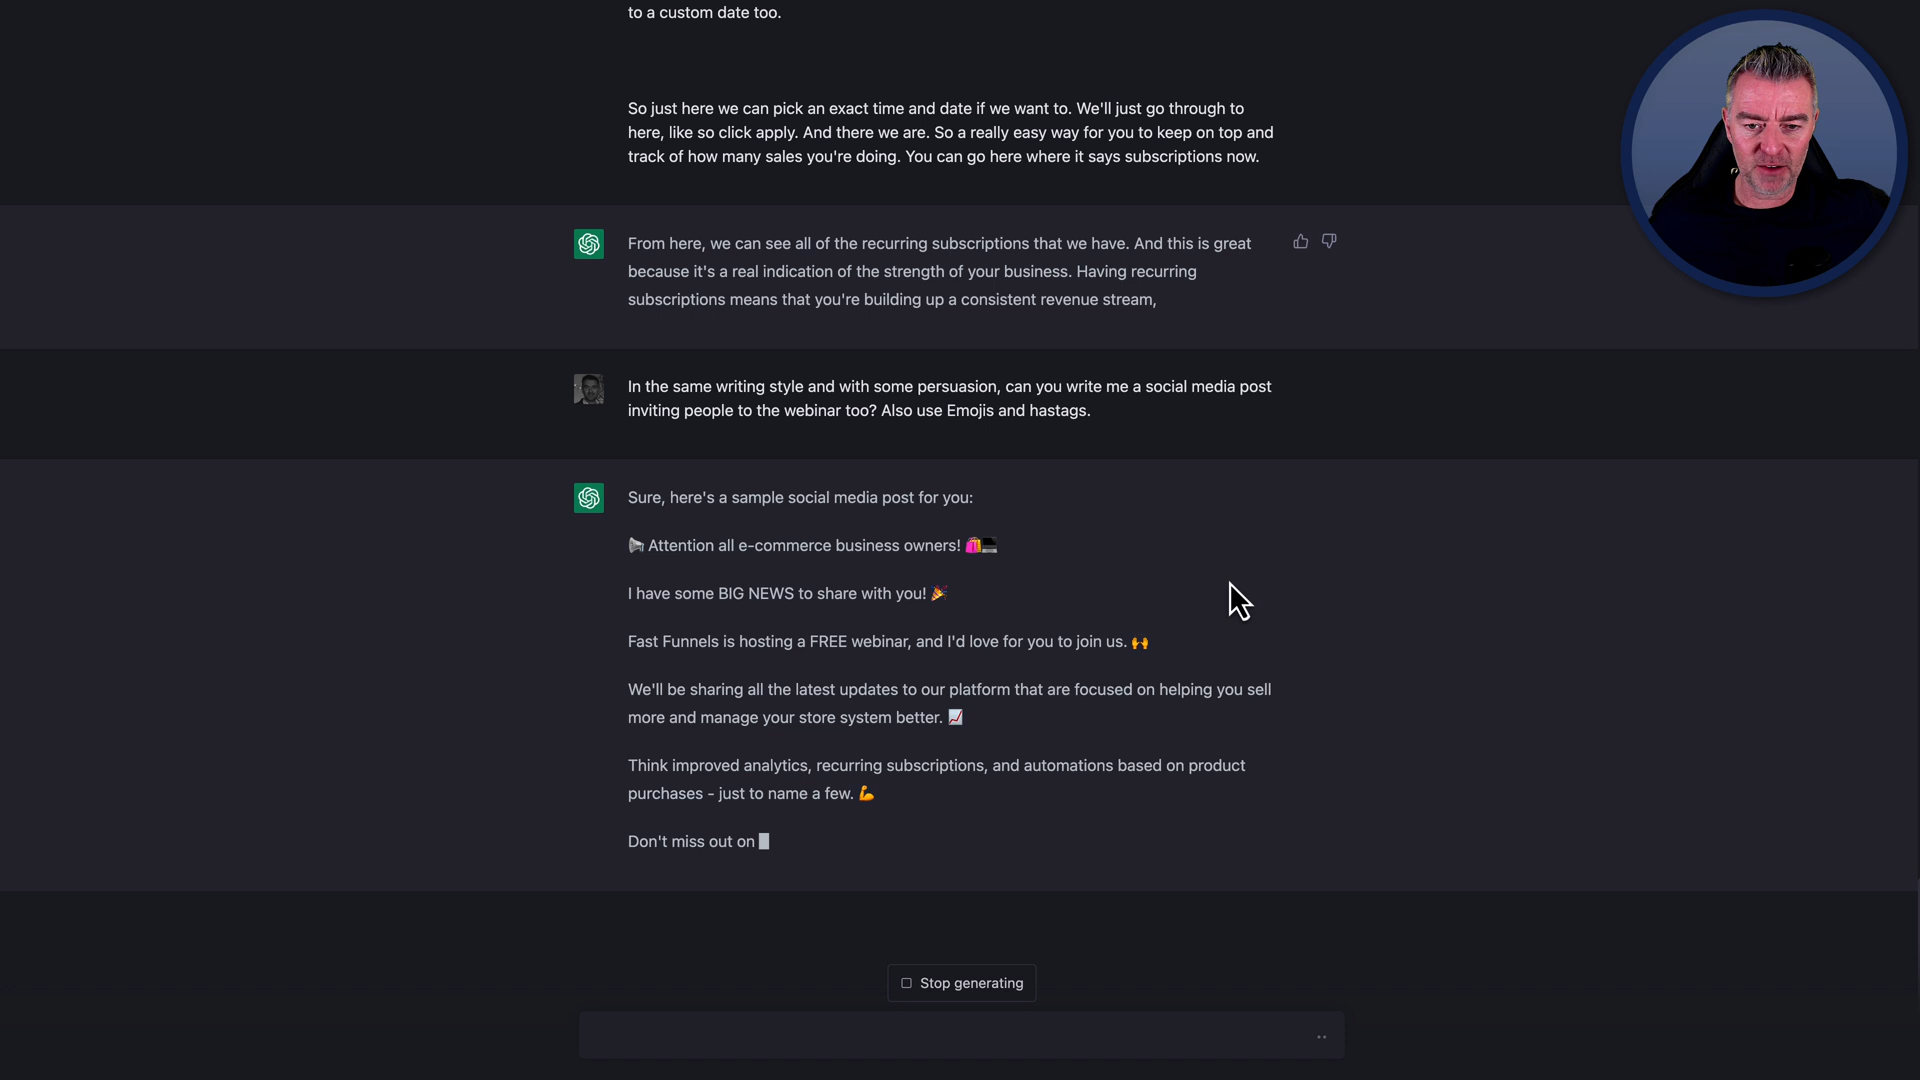 to a custom date too.
So just here we can pick an exact time and date if we want to. We'll just go through to
here, like so click apply. And there we are. So a really easy way for you to keep on top and
track of how many sales you're doing. You can go here where it says subscriptions now.
From here, we can see all of the recurring subscriptions that we have. And this is great
because it's a real indication of the strength of your business. Having recurring
subscriptions means that you're building up a consistent revenue stream,
In the same writing style and with some persuasion, can you write me a social media post
inviting people to the webinar too? Also use Emojis and hastags.
Sure, here's a sample social media post for you:
📢 Attention all e-commerce business owners! 🛍️💻
I have some BIG NEWS to share with you! 🎉
Fast Funnels is hosting a FREE webinar, and I'd love for you to join us. 🙌
We'll be sharing all the latest updates to our platform that are focused on helping you sell
more and manage your store system better. 📈
Think improved analytics, recurring subscriptions, and automations based on product
purchases - just to name a few. 💪
Don't miss out on
Stop generating